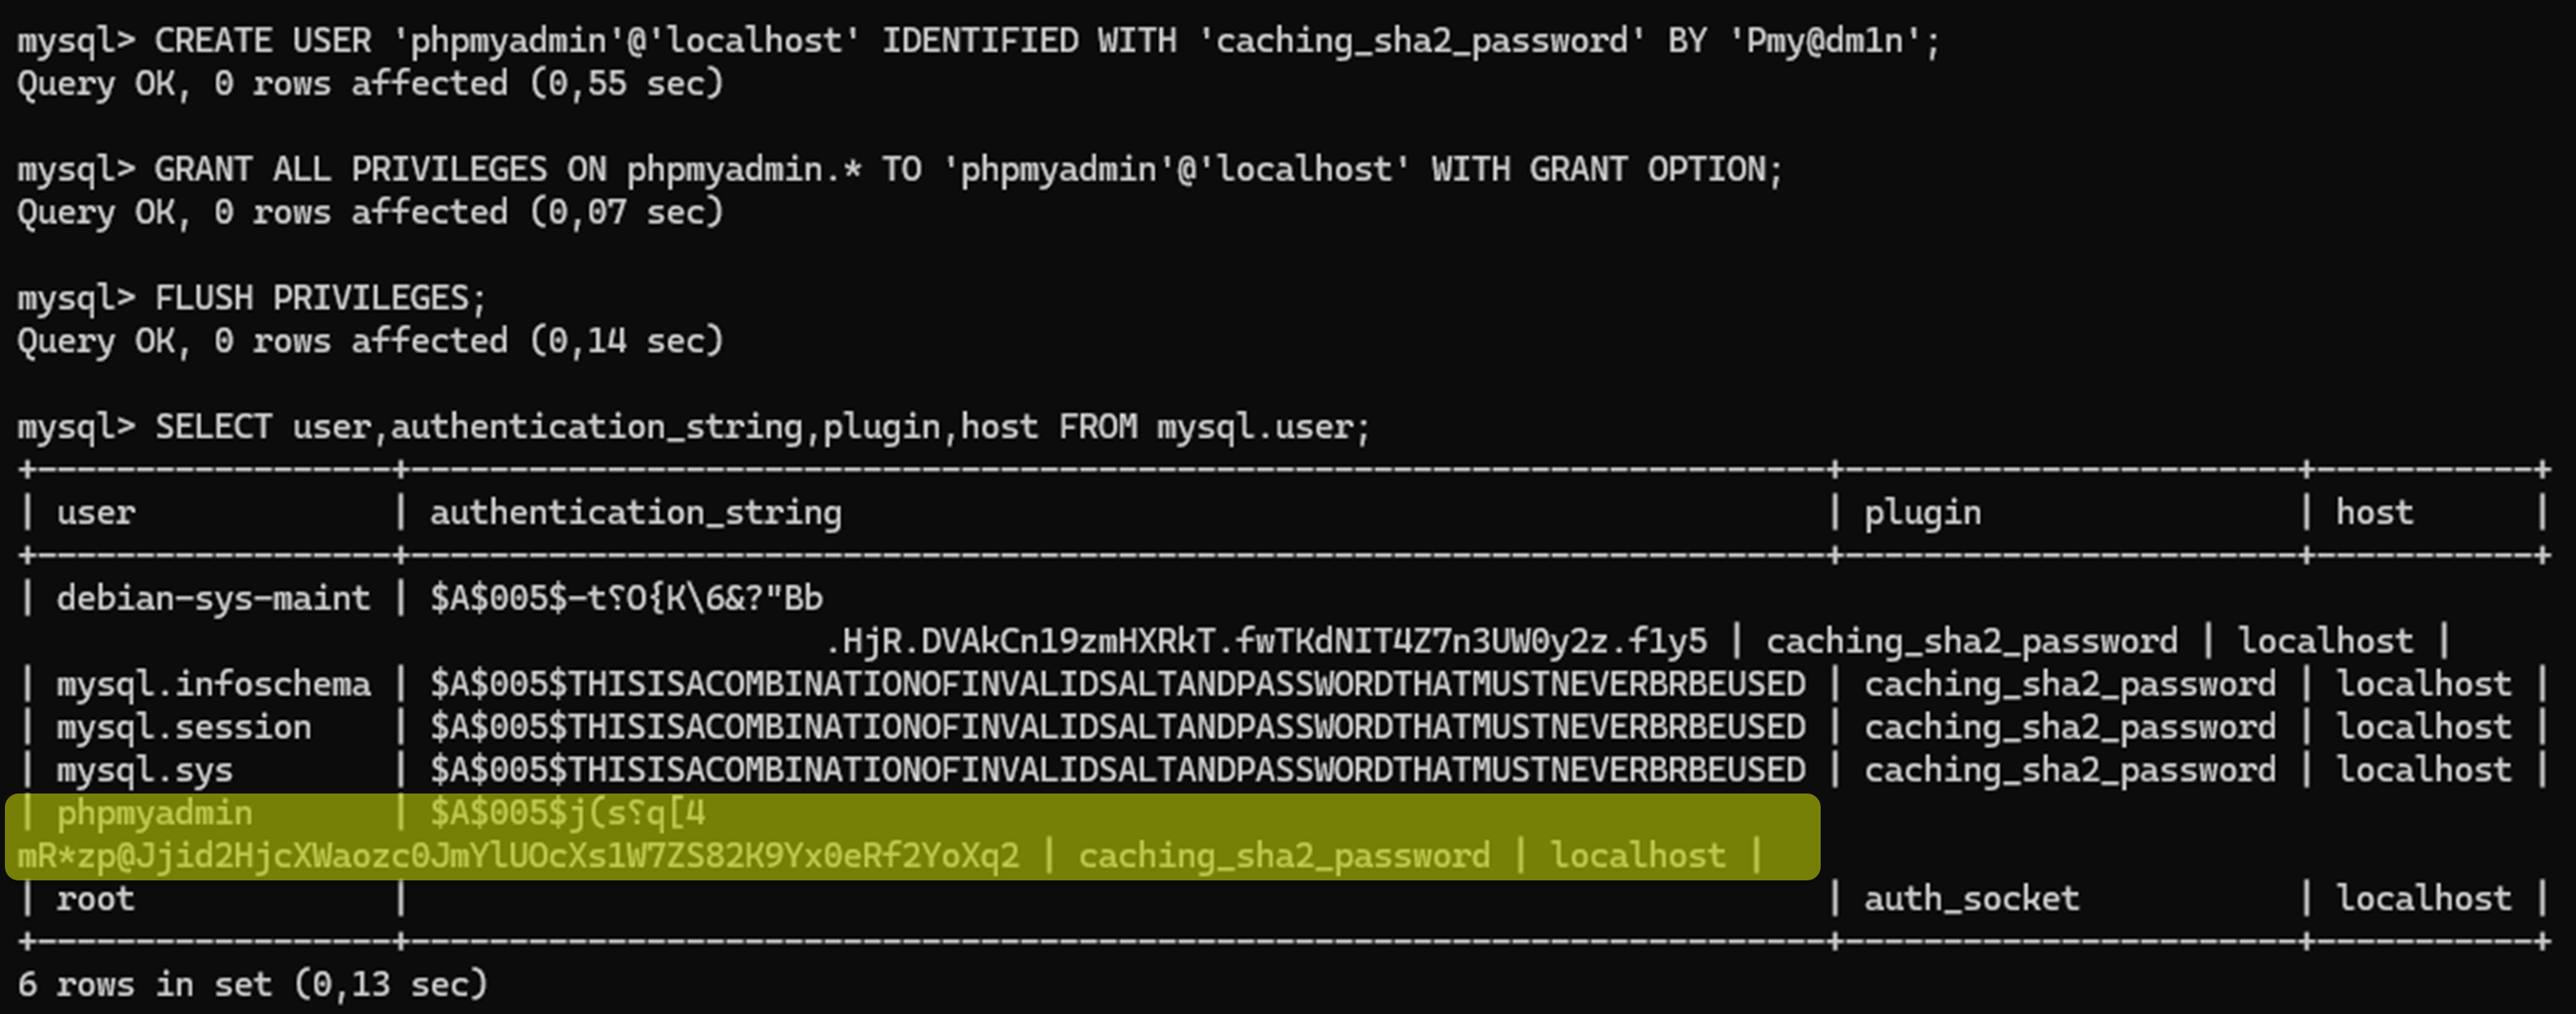 mysql> CREATE USER 'phpmyadmin'@'localhost' IDENTIFIED WITH 'caching_sha2_password' BY 'Pmy@dm1n';
Query OK, 0 rows affected (0,55 sec)
mysql> GRANT ALL PRIVILEGES ON phpmyadmin.* TO 'phpmyadmin'@'localhost' WITH GRANT OPTION;
Query OK, 0 rows affected (0,07 sec)
mysql> FLUSH PRIVILEGES;
Query OK, 0 rows affected (0,14 sec)
mysql> SELECT user,authentication_string,plugin,host FROM mysql.user;
+------------------+------------------------------------------------------------------------+-----------------------+-----------+
| user             | authentication_string                                                  | plugin                | host      |
+------------------+------------------------------------------------------------------------+-----------------------+-----------+
| debian-sys-maint | $A$005$-t␦O{K\6&?"Bb
.HjR.DVAkCn19zmHXRkT.fwTKdNIT4Z7n3UW0y2z.f1y5 | caching_sha2_password | localhost |
| mysql.infoschema | $A$005$THISISACOMBINATIONOFINVALIDSALTANDPASSWORDTHATMUSTNEVERBRBEUSED | caching_sha2_password | localhost |
| mysql.session    | $A$005$THISISACOMBINATIONOFINVALIDSALTANDPASSWORDTHATMUSTNEVERBRBEUSED | caching_sha2_password | localhost |
| mysql.sys        | $A$005$THISISACOMBINATIONOFINVALIDSALTANDPASSWORDTHATMUSTNEVERBRBEUSED | caching_sha2_password | localhost |
| phpmyadmin       | $A$005$j(s␦q[4
mR*zp@Jjid2HjcXWaozc0JmYlUOcXs1W7ZS82K9Yx0eRf2YoXq2 | caching_sha2_password | localhost |
| root             |                                                                        | auth_socket           | localhost |
+------------------+------------------------------------------------------------------------+-----------------------+-----------+
6 rows in set (0,13 sec)